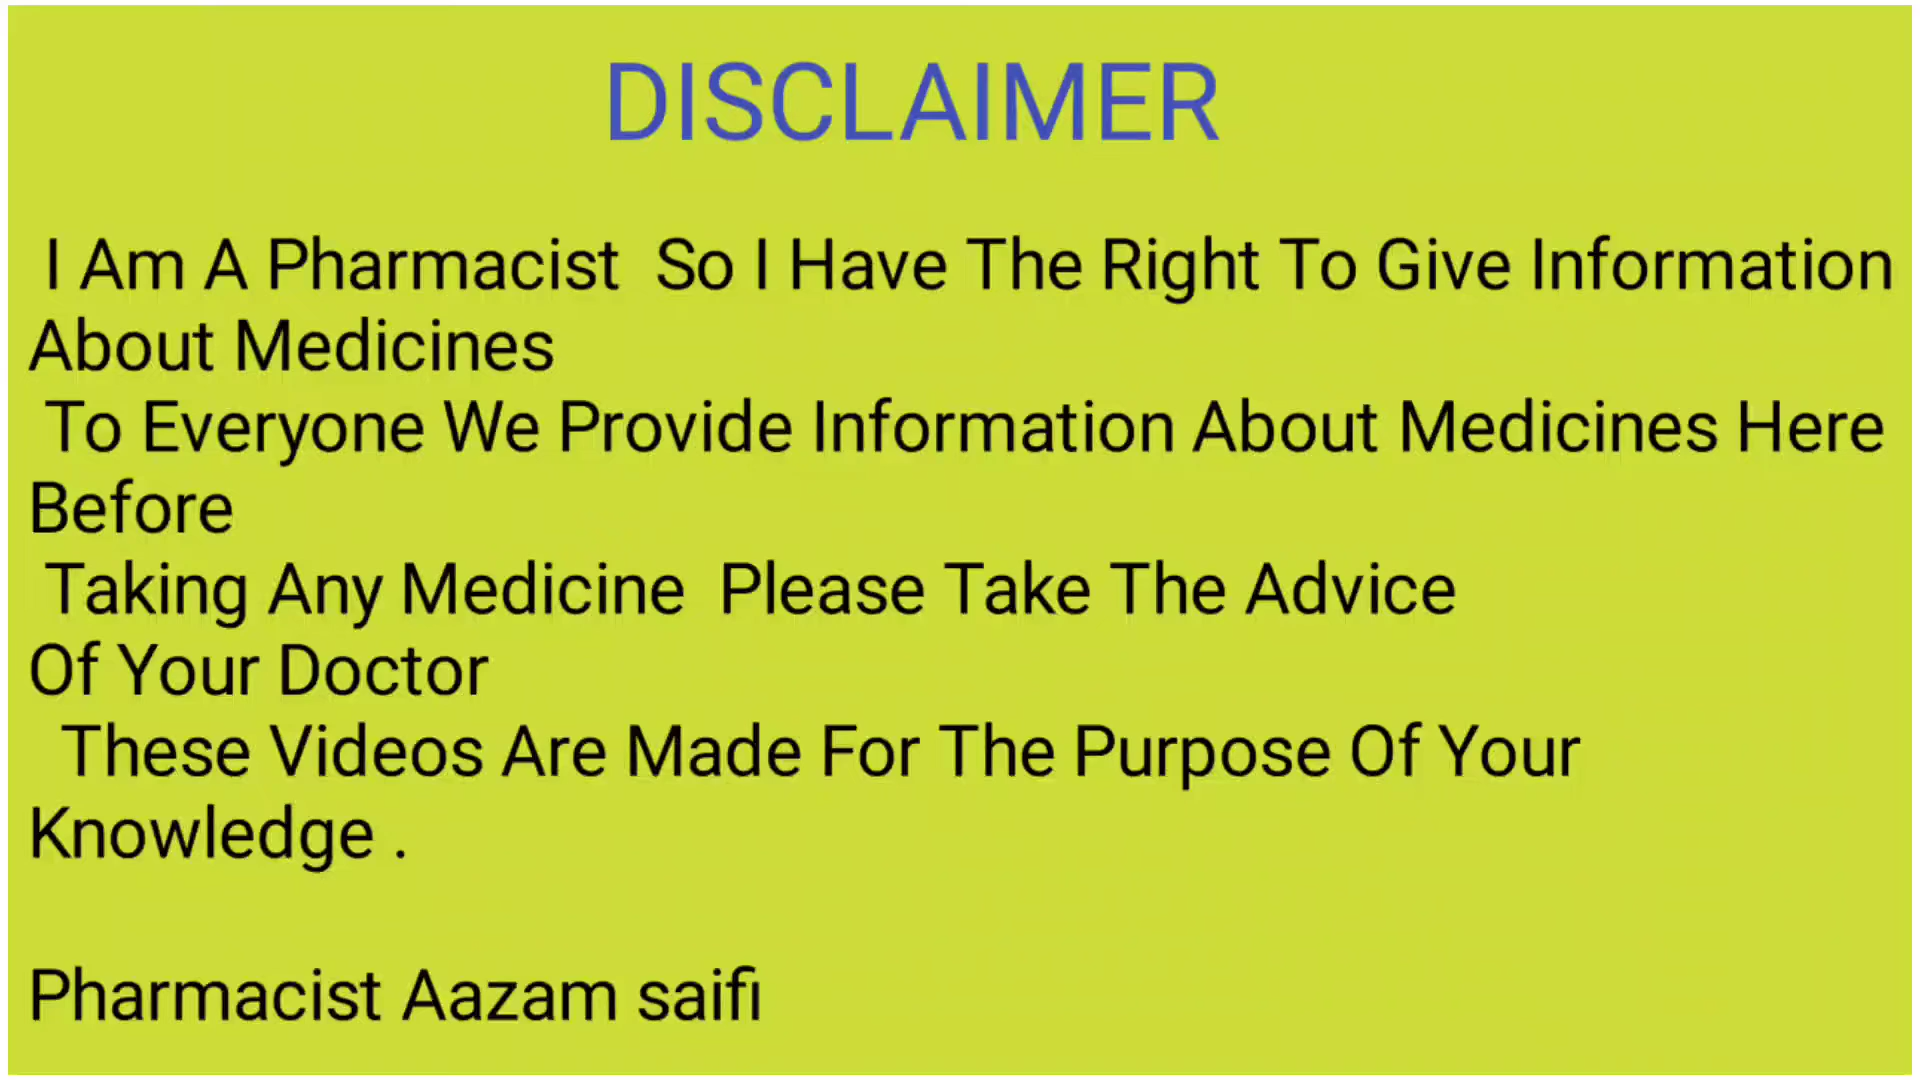 DISCLAIMER
I Am A Pharmacist  So I Have The Right To Give Information
About Medicines
To Everyone We Provide Information About Medicines Here
Before
Taking Any Medicine  Please Take The Advice
Of Your Doctor
These Videos Are Made For The Purpose Of Your
Knowledge .
Pharmacist Aazam saifi